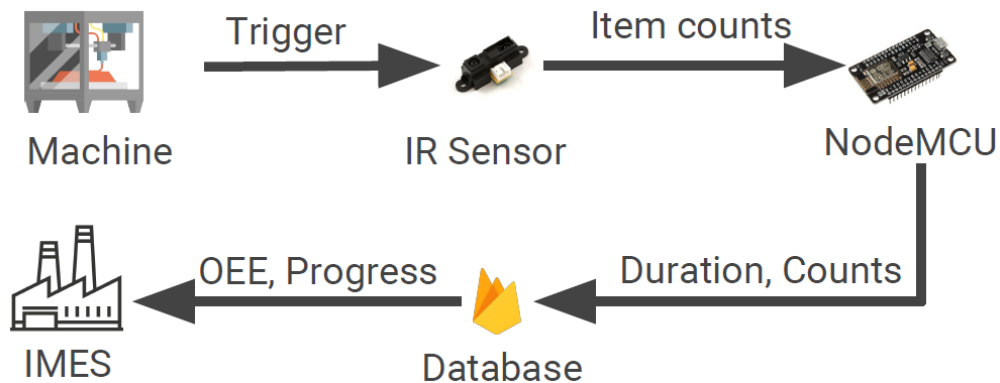 Trigger
Item counts
Machine
IR Sensor
NodeMCU
OEE, Progress
Duration, Counts
IMES
Database